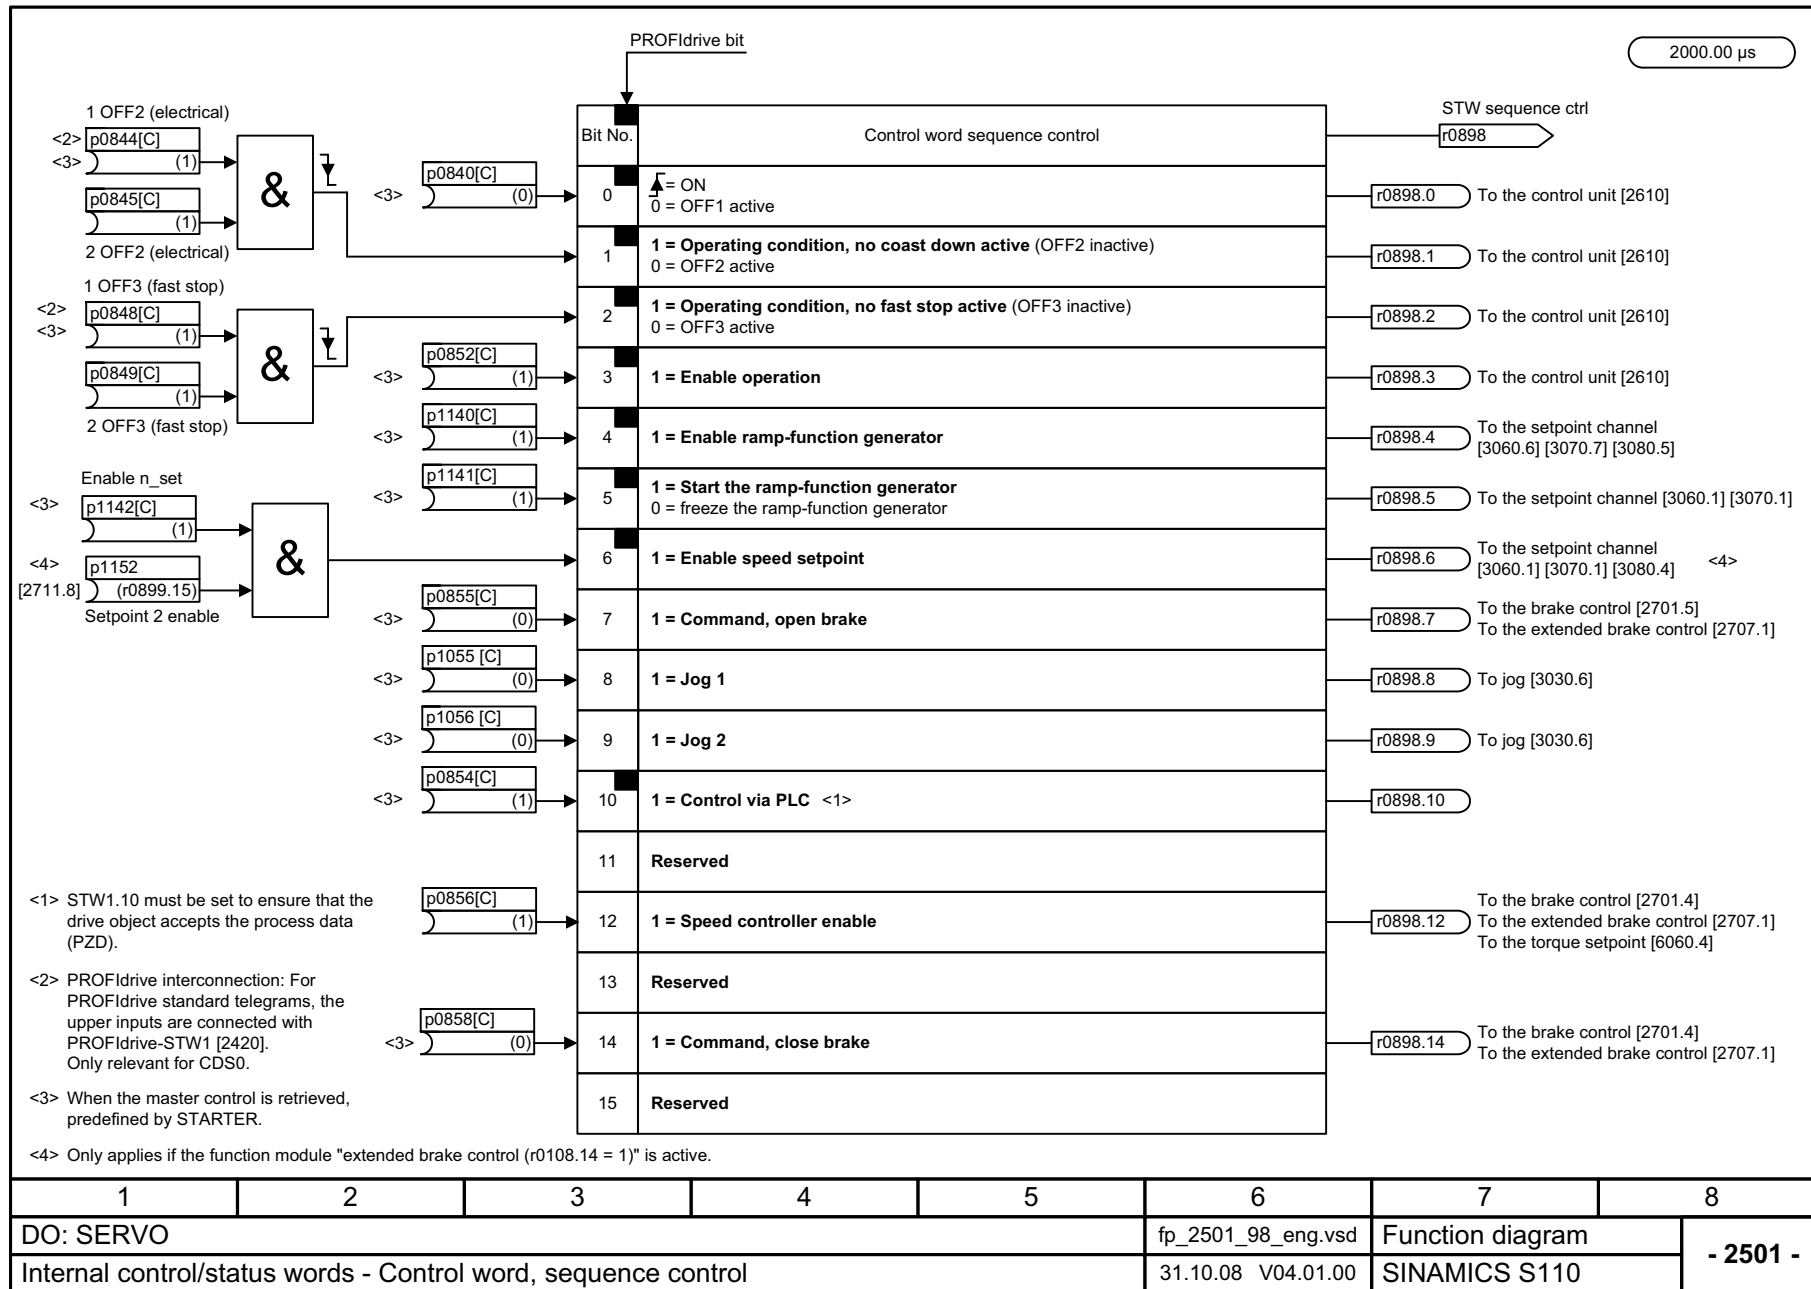 PROFIdrive bit
2000.00 µs
1 OFF2 (electrical)
<2> p0844[C]
<3> (1)
&
p0845[C]
(1)
2 OFF2 (electrical)
1 OFF3 (fast stop)
<2> p0848[C]
<3> (1)
&
p0849[C]
(1)
2 OFF3 (fast stop)
Enable n_set
<3> p1142[C]
(1)
&
<4> p1152
[2711.8] (r0899.15)
Setpoint 2 enable
Bit No. Control word sequence control
STW sequence ctrl
r0898
p0840[C]
<3> (0)
0
= ON
0 = OFF1 active
r0898.0 To the control unit [2610]
1
1 = Operating condition, no coast down active (OFF2 inactive)
0 = OFF2 active
r0898.1 To the control unit [2610]
2
1 = Operating condition, no fast stop active (OFF3 inactive)
0 = OFF3 active
r0898.2 To the control unit [2610]
p0852[C]
<3> (1)
3 1 = Enable operation
r0898.3 To the control unit [2610]
p1140[C]
<3> (1)
4 1 = Enable ramp-function generator
r0898.4 To the setpoint channel
[3060.6] [3070.7] [3080.5]
p1141[C]
<3> (1)
5
1 = Start the ramp-function generator
0 = freeze the ramp-function generator
r0898.5 To the setpoint channel [3060.1] [3070.1]
6 1 = Enable speed setpoint
r0898.6 To the setpoint channel
[3060.1] [3070.1] [3080.4] <4>
p0855[C]
<3> (0)
7 1 = Command, open brake
r0898.7 To the brake control [2701.5]
To the extended brake control [2707.1]
p1055 [C]
<3> (0)
8 1 = Jog 1
r0898.8 To jog [3030.6]
p1056 [C]
<3> (0)
9 1 = Jog 2
r0898.9 To jog [3030.6]
p0854[C]
<3> (1)
10 1 = Control via PLC <1>
r0898.10
11 Reserved
p0856[C]
(1)
12 1 = Speed controller enable
r0898.12 To the brake control [2701.4]
To the extended brake control [2707.1]
To the torque setpoint [6060.4]
13 Reserved
p0858[C]
<3> (0)
14 1 = Command, close brake
r0898.14 To the brake control [2701.4]
To the extended brake control [2707.1]
15 Reserved
<1> STW1.10 must be set to ensure that the
drive object accepts the process data
(PZD).
<2> PROFIdrive interconnection: For
PROFIdrive standard telegrams, the
upper inputs are connected with
PROFIdrive-STW1 [2420].
Only relevant for CDS0.
<3> When the master control is retrieved,
predefined by STARTER.
<4> Only applies if the function module "extended brake control (r0108.14 = 1)" is active.
1 2 3 4 5 6 7 8
DO: SERVO
fp_2501_98_eng.vsd
Function diagram
- 2501 -
Internal control/status words - Control word, sequence control
31.10.08 V04.01.00
SINAMICS S110